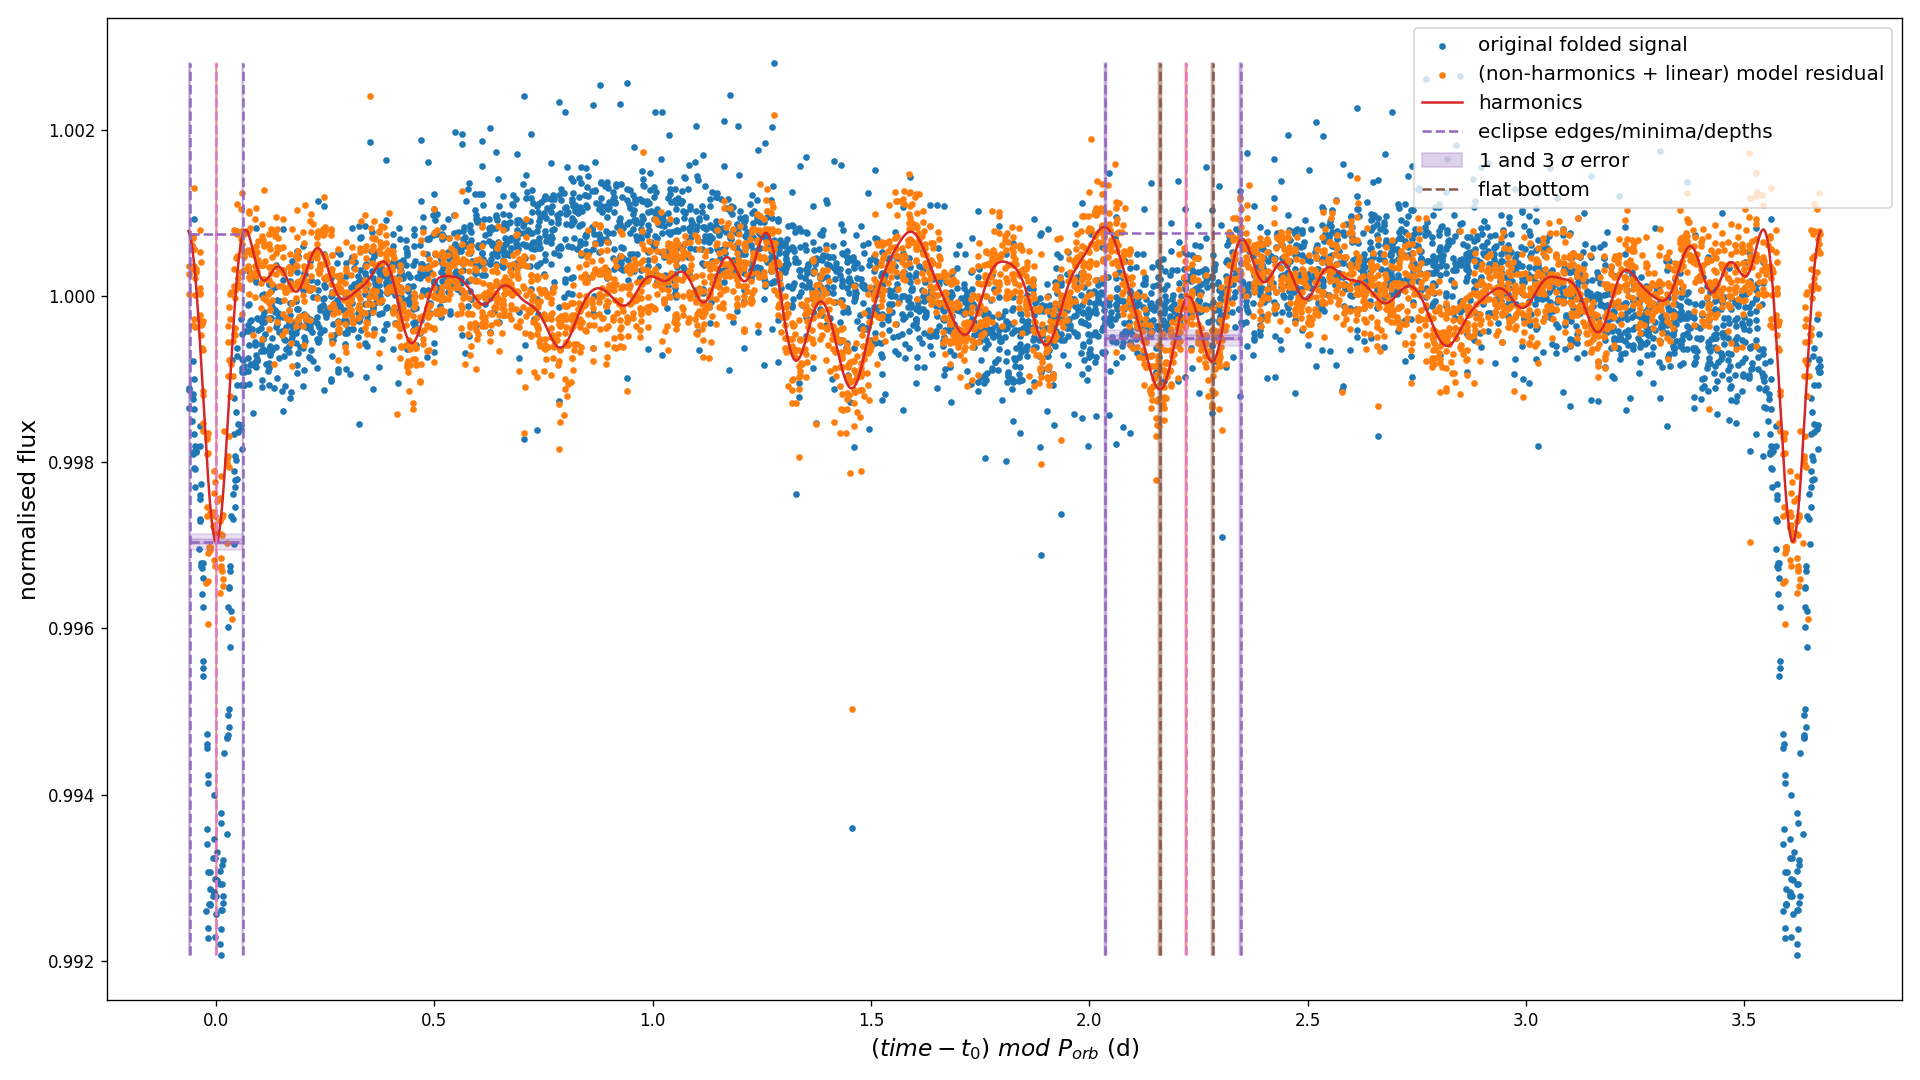 original folded signal
(non-harmonics + linear) model residual
harmonics
eclipse edges/minima/depths
1 and 3 σ error
flat bottom
normalised flux
1.002
1.000
0.998
0.996
0.994
0.992
0.0 0.5 1.0 1.5 2.0 2.5 3.0 3.5
(time − t₀) mod Pₒᵣb (d)